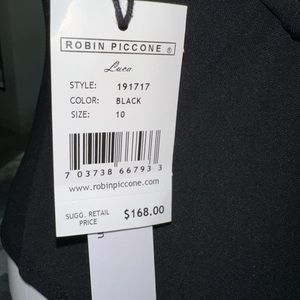 ROBIN PICCONE ®
Luca
STYLE: 191717
COLOR: BLACK
SIZE: 10
7 03738 66793 3
www.robinpiccone.com
SUGG. RETAIL
PRICE $168.00